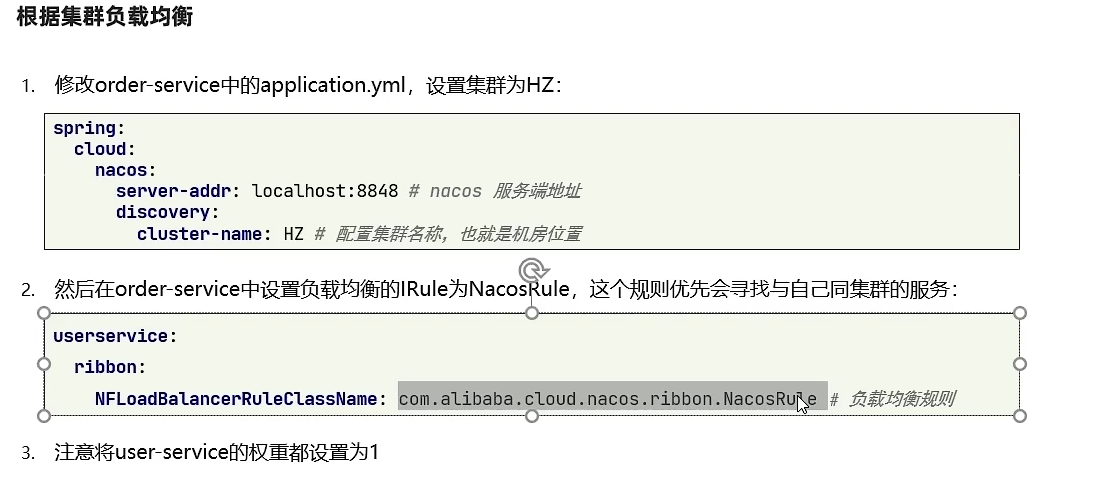 根据集群负载均衡
1. 修改order-service中的application.yml，设置集群为HZ：
spring:
  cloud:
    nacos:
      server-addr: localhost:8848 # nacos 服务端地址
      discovery:
        cluster-name: HZ # 配置集群名称，也就是机房位置
2. 然后在order-service中设置负载均衡的IRule为NacosRule，这个规则优先会寻找与自己同集群的服务：
userservice:
  ribbon:
    NFLoadBalancerRuleClassName: com.alibaba.cloud.nacos.ribbon.NacosRule # 负载均衡规则
3. 注意将user-service的权重都设置为1